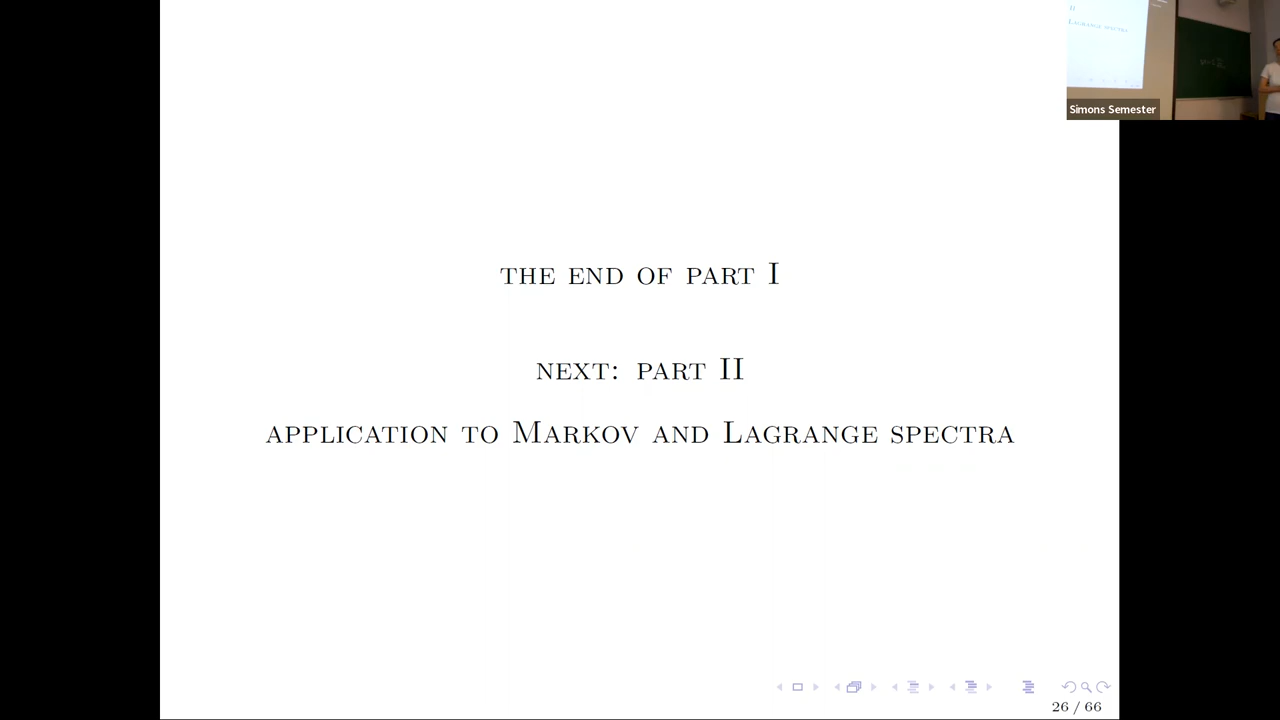 THE END OF PART I
NEXT: PART II
APPLICATION TO MARKOV AND LAGRANGE SPECTRA
26 / 66
Simons Semester